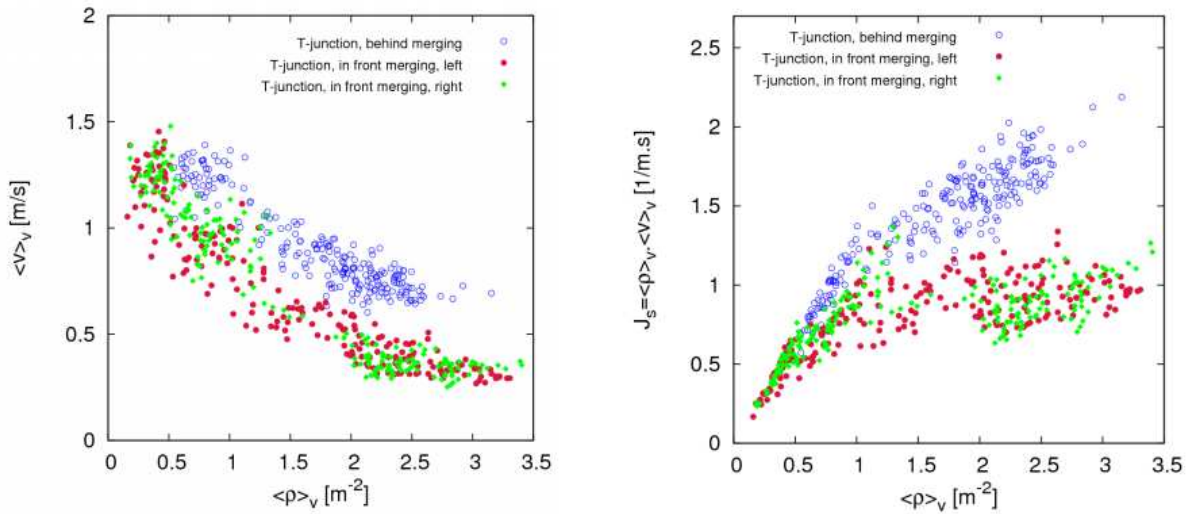 2
1.5
1
0.5
0
0
0.5
1
1.5
2
2.5
3
3.5
<v>ᵥ [m/s]
<ρ>ᵥ [m⁻²]
T-junction, behind merging
T-junction, in front merging, left
T-junction, in front merging, right
2.5
2
1.5
1
0.5
0
0
0.5
1
1.5
2
2.5
3
3.5
Jₛ=<ρ>ᵥ.<v>ᵥ [1/m.s]
<ρ>ᵥ [m⁻²]
T-junction, behind merging
T-junction, in front merging, left
T-junction, in front merging, right